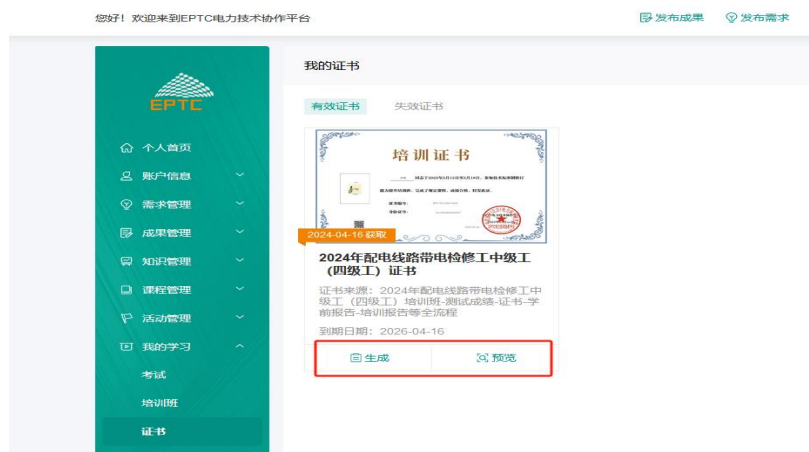 您好！欢迎来到EPTC电力技术协作平台
发布成果
发布需求
EPTC
个人首页
账户信息
需求管理
成果管理
知识管理
课程管理
活动管理
我的学习
考试
培训班
证书
我的证书
有效证书
失效证书
培训证书
证书编号：
身份证号：
2024-04-16 获取
2024年配电线路带电检修工中级工
（四级工）证书
证书来源：2024年配电线路带电检修工中
级工（四级工）培训班-测试成绩-证书-学
前报告-培训报告等全流程
到期日期：2026-04-16
生成
预览